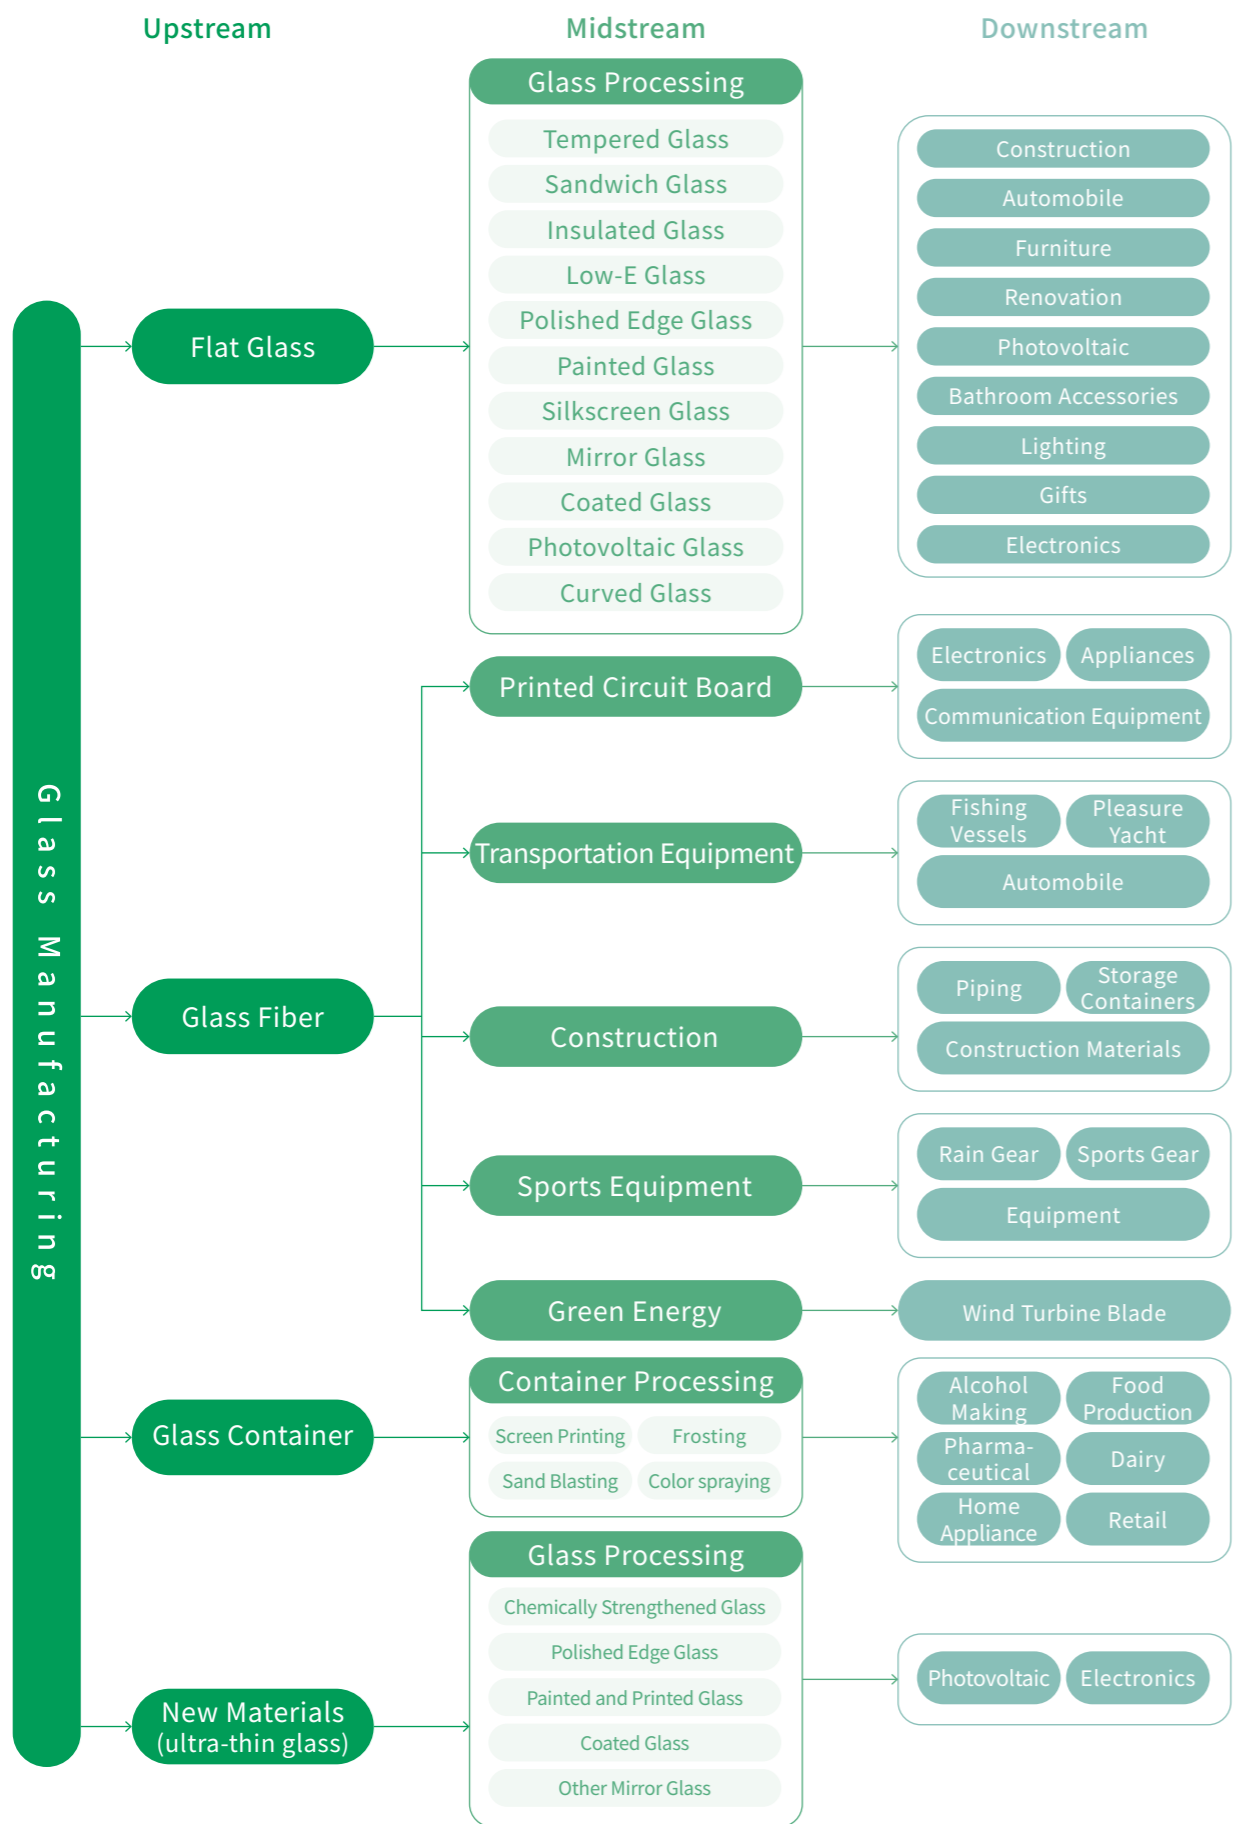 Upstream
Midstream
Downstream
Glass Manufacturing
Flat Glass
Glass Processing
Tempered Glass
Sandwich Glass
Insulated Glass
Low-E Glass
Polished Edge Glass
Painted Glass
Silkscreen Glass
Mirror Glass
Coated Glass
Photovoltaic Glass
Curved Glass
Construction
Automobile
Furniture
Renovation
Photovoltaic
Bathroom Accessories
Lighting
Gifts
Electronics
Glass Fiber
Printed Circuit Board
Electronics
Appliances
Communication Equipment
Transportation Equipment
Fishing
Vessels
Pleasure
Yacht
Automobile
Construction
Piping
Storage
Containers
Construction Materials
Sports Equipment
Rain Gear
Sports Gear
Equipment
Green Energy
Wind Turbine Blade
Glass Container
Container Processing
Screen Printing
Frosting
Sand Blasting
Color spraying
Alcohol
Making
Food
Production
Pharma-
ceutical
Dairy
Home
Appliance
Retail
New Materials
(ultra-thin glass)
Glass Processing
Chemically Strengthened Glass
Polished Edge Glass
Painted and Printed Glass
Coated Glass
Other Mirror Glass
Photovoltaic
Electronics